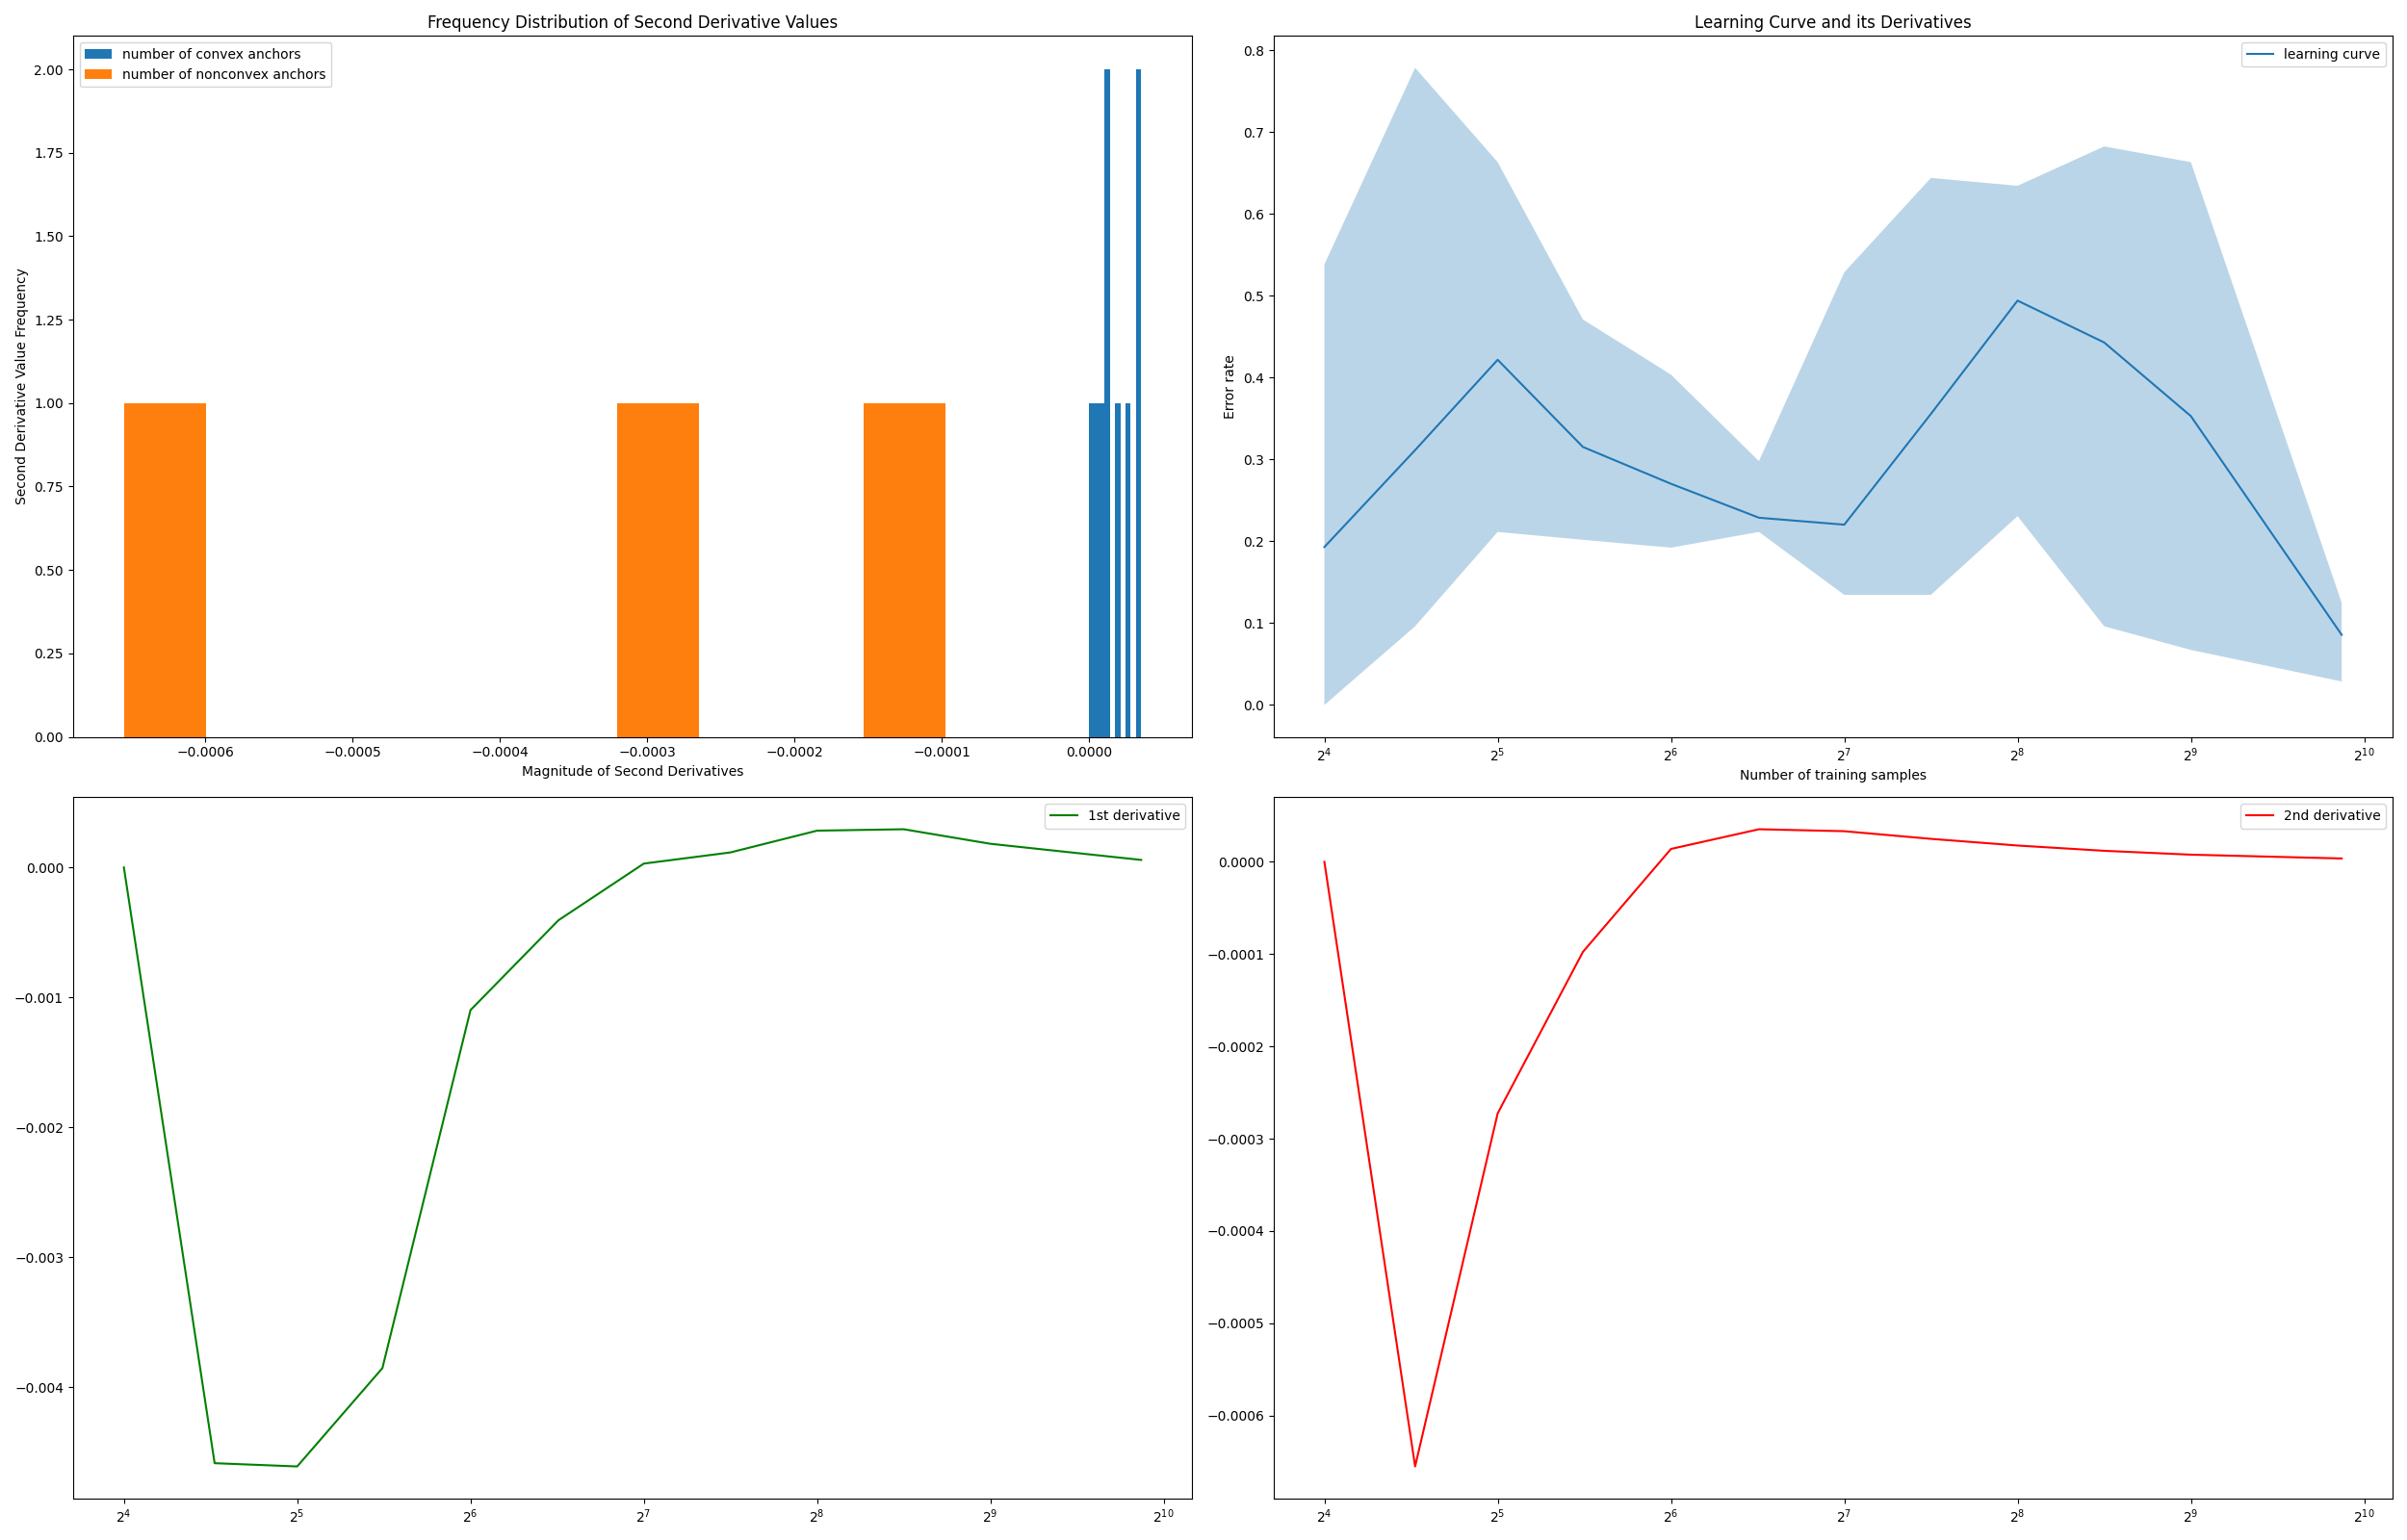 Frequency Distribution of Second Derivative Values
number of convex anchors
number of nonconvex anchors
2.00
1.75
1.50
1.25
1.00
0.75
0.50
0.25
0.00
Second Derivative Value Frequency
−0.0006 −0.0005 −0.0004 −0.0003 −0.0002 −0.0001 0.0000
Magnitude of Second Derivatives
Learning Curve and its Derivatives
learning curve
0.8
0.7
0.6
0.5
0.4
0.3
0.2
0.1
0.0
Error rate
2⁴ 2⁵ 2⁶ 2⁷ 2⁸ 2⁹ 2¹⁰
Number of training samples
1st derivative
0.000
−0.001
−0.002
−0.003
−0.004
2⁴ 2⁵ 2⁶ 2⁷ 2⁸ 2⁹ 2¹⁰
2nd derivative
0.0000
−0.0001
−0.0002
−0.0003
−0.0004
−0.0005
−0.0006
2⁴ 2⁵ 2⁶ 2⁷ 2⁸ 2⁹ 2¹⁰